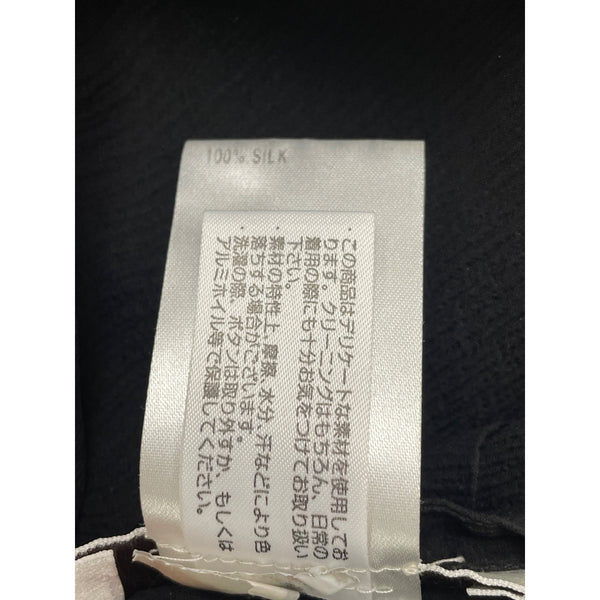 100% SILK
・この商品はデリケートな素材を使用してお
ります。クリーニングはもちろん、日常の
着用の際にも十分お気をつけてお取り扱い
下さい。
・素材の特性上、摩擦、水分、汗などにより色
落ちする場合がございます。
・洗濯の際、ボタンは取り外すか、もしくは
アルミホイル等で保護してください。